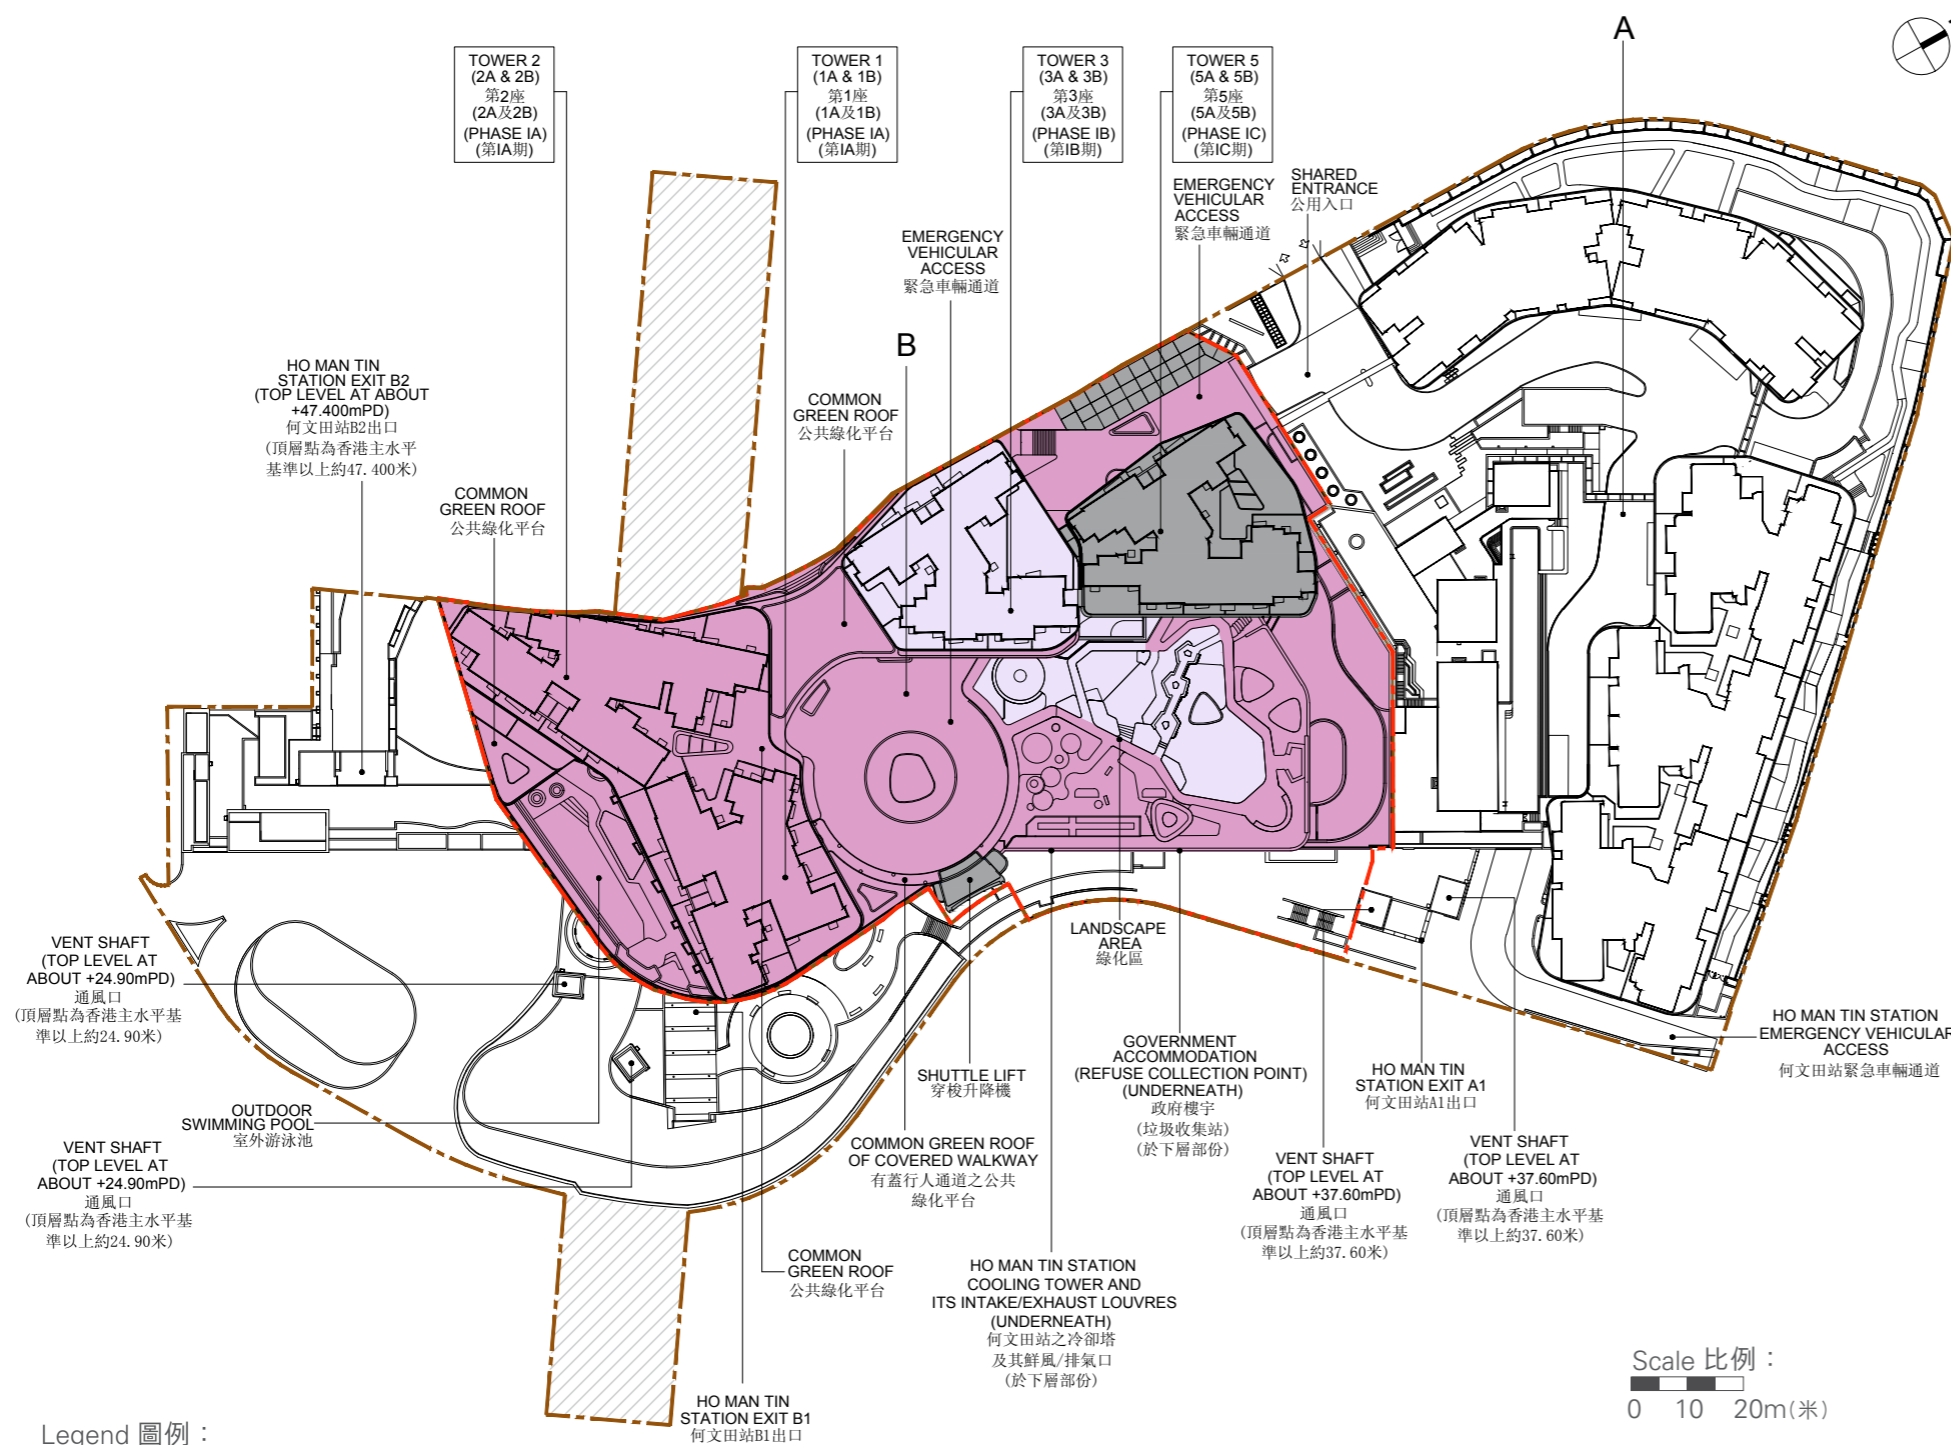 TOWER 2
(2A & 2B)
第2座
(2A及2B)
(PHASE IA)
(第IA期)
TOWER 1
(1A & 1B)
第1座
(1A及1B)
(PHASE IA)
(第IA期)
TOWER 3
(3A & 3B)
第3座
(3A及3B)
(PHASE IB)
(第IB期)
TOWER 5
(5A & 5B)
第5座
(5A及5B)
(PHASE IC)
(第IC期)
A
EMERGENCY
VEHICULAR
ACCESS
緊急車輛通道
SHARED
ENTRANCE
公用入口
EMERGENCY
VEHICULAR
ACCESS
緊急車輛通道
B
HO MAN TIN
STATION EXIT B2
(TOP LEVEL AT ABOUT
+47.400mPD)
何文田站B2出口
(頂層點為香港主水平
基準以上約47.400米)
COMMON
GREEN ROOF
公共綠化平台
COMMON
GREEN ROOF
公共綠化平台
VENT SHAFT
(TOP LEVEL AT
ABOUT +24.90mPD)
通風口
(頂層點為香港主水平基
準以上約24.90米)
OUTDOOR
SWIMMING POOL
室外游泳池
VENT SHAFT
(TOP LEVEL AT
ABOUT +24.90mPD)
通風口
(頂層點為香港主水平基
準以上約24.90米)
LANDSCAPE
AREA
綠化區
SHUTTLE LIFT
穿梭升降機
COMMON GREEN ROOF
OF COVERED WALKWAY
有蓋行人通道之公共
綠化平台
COMMON
GREEN ROOF
公共綠化平台
GOVERNMENT
ACCOMMODATION
(REFUSE COLLECTION POINT)
(UNDERNEATH)
政府樓宇
(垃圾收集站)
(於下層部份)
HO MAN TIN STATION
COOLING TOWER AND
ITS INTAKE/EXHAUST LOUVRES
(UNDERNEATH)
何文田站之冷卻塔
及其鮮風/排氣口
(於下層部份)
HO MAN TIN
STATION EXIT B1
何文田站B1出口
HO MAN TIN STATION
EMERGENCY VEHICULAR
ACCESS
何文田站緊急車輛通道
HO MAN TIN
STATION EXIT A1
何文田站A1出口
VENT SHAFT
(TOP LEVEL AT
ABOUT +37.60mPD)
通風口
(頂層點為香港主水平基
準以上約37.60米)
VENT SHAFT
(TOP LEVEL AT
ABOUT +37.60mPD)
通風口
(頂層點為香港主水平基
準以上約37.60米)
Scale 比例：
0 10 20m(米)
Legend 圖例：